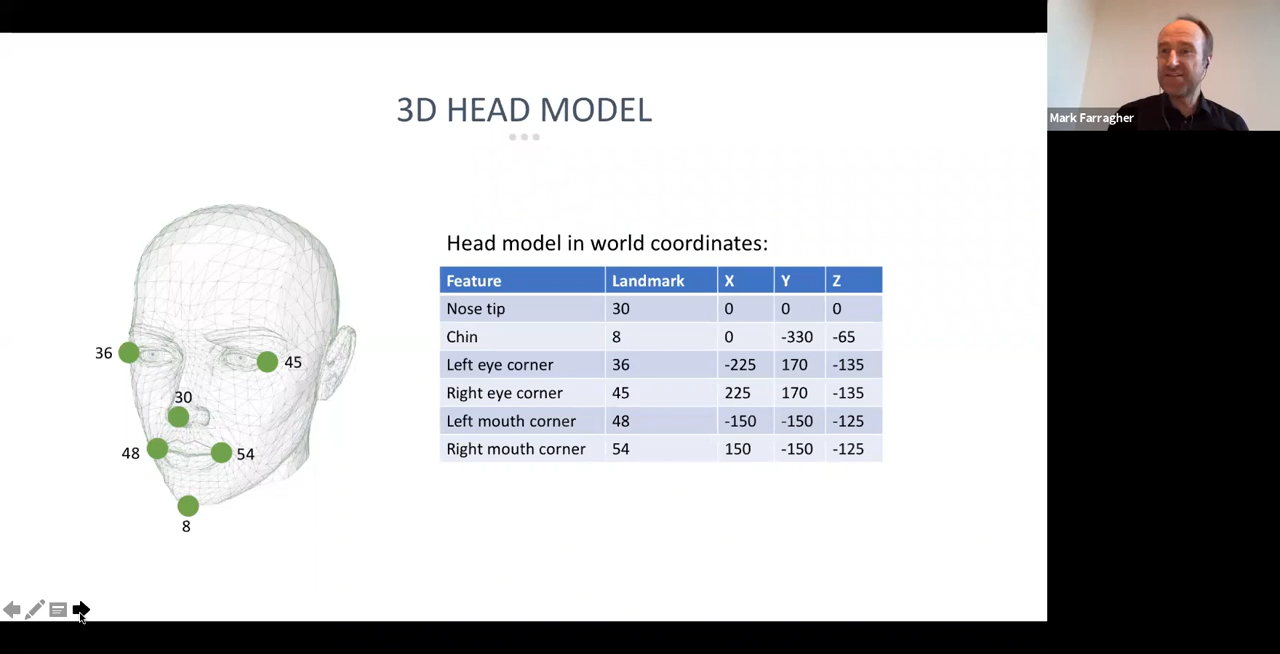 3D HEAD MODEL
Mark Farragher
Head model in world coordinates:
Feature Landmark X Y Z
Nose tip 30 0 0 0
Chin 8 0 -330 -65
Left eye corner 36 -225 170 -135
Right eye corner 45 225 170 -135
Left mouth corner 48 -150 -150 -125
Right mouth corner 54 150 -150 -125
36
45
30
48
54
8